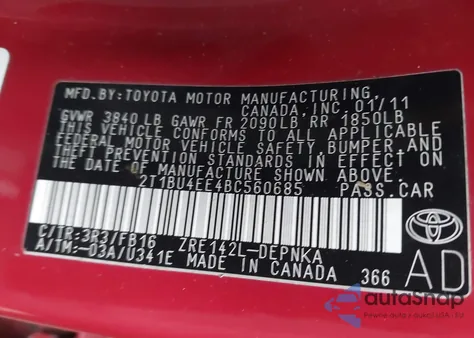 MFD.BY:TOYOTA MOTOR MANUFACTURING,
CANADA,INC.01/11
GVWR 3840LB GAWR FR 2090LB RR 1850LB
THIS VEHICLE CONFORMS TO ALL APPLICABLE
FEDERAL MOTOR VEHICLE SAFETY,BUMPER,AND
THEFT PREVENTION STANDARDS IN EFFECT ON
THE DATE OF MANUFACTURE SHOWN ABOVE.
2T1BU4EE4BC560685 PASS.CAR
C/TR:3R3/FB16 ZRE142L-DEPNKA
A/TM:-03A/U341E MADE IN CANADA 366
TOYOTA
AD
autoSnap